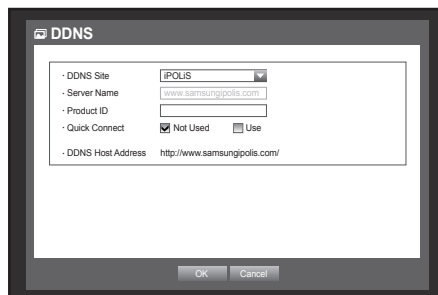 DDNS
· DDNS Site iPOLiS
· Server Name www.samsungipolis.com
· Product ID
· Quick Connect Not Used Use
· DDNS Host Address http://www.samsungipolis.com/
OK Cancel